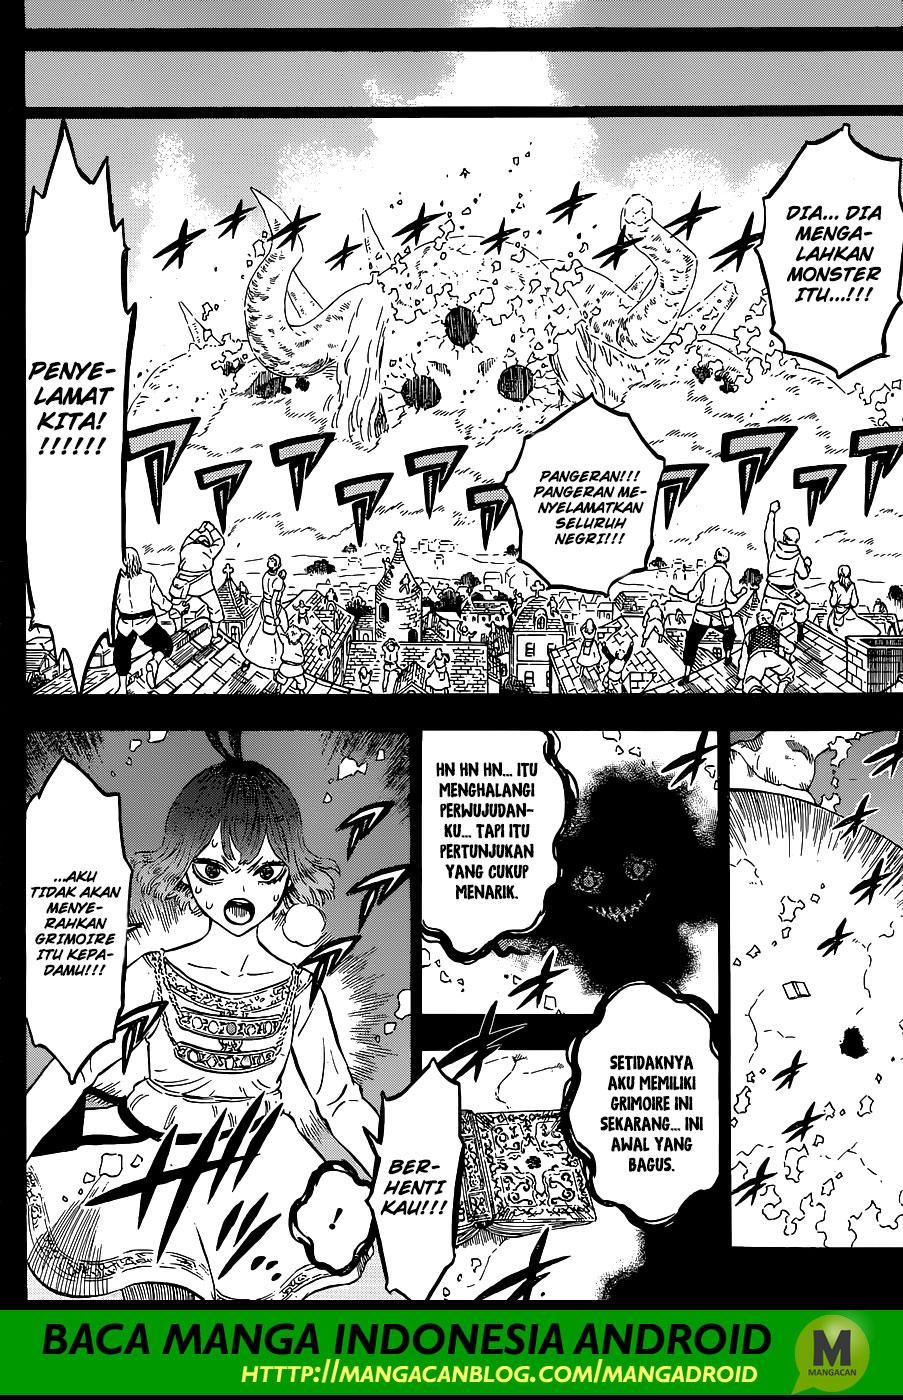 DIA... DIA
MENGA-
LAHKAN
MONSTER
ITU...!!!
PANGERAN!!!
PANGERAN ME-
NYELAMATKAN
SELURUH
NEGRI!!!
PENYE-
LAMAT
KITA!
!!!!!!
HN HN HN... ITU
MENGHALANGI
PERWUJUDAN-
KU... TAPI ITU
PERTUNJUKAN
YANG CUKUP
MENARIK.
SETIDAKNYA
AKU MEMILIKI
GRIMOIRE INI
SEKARANG... INI
AWAL YANG
BAGUS.
BER-
HENTI
KAU!!!
!
...AKU
TIDAK AKAN
MENYE-
RAHKAN
GRIMOIRE
ITU KEPA-
DAMU!!!
BACA MANGA INDONESIA ANDROID
HTTTP://MANGACANBLOG.COM/MANGADROID
M
MANGACAN